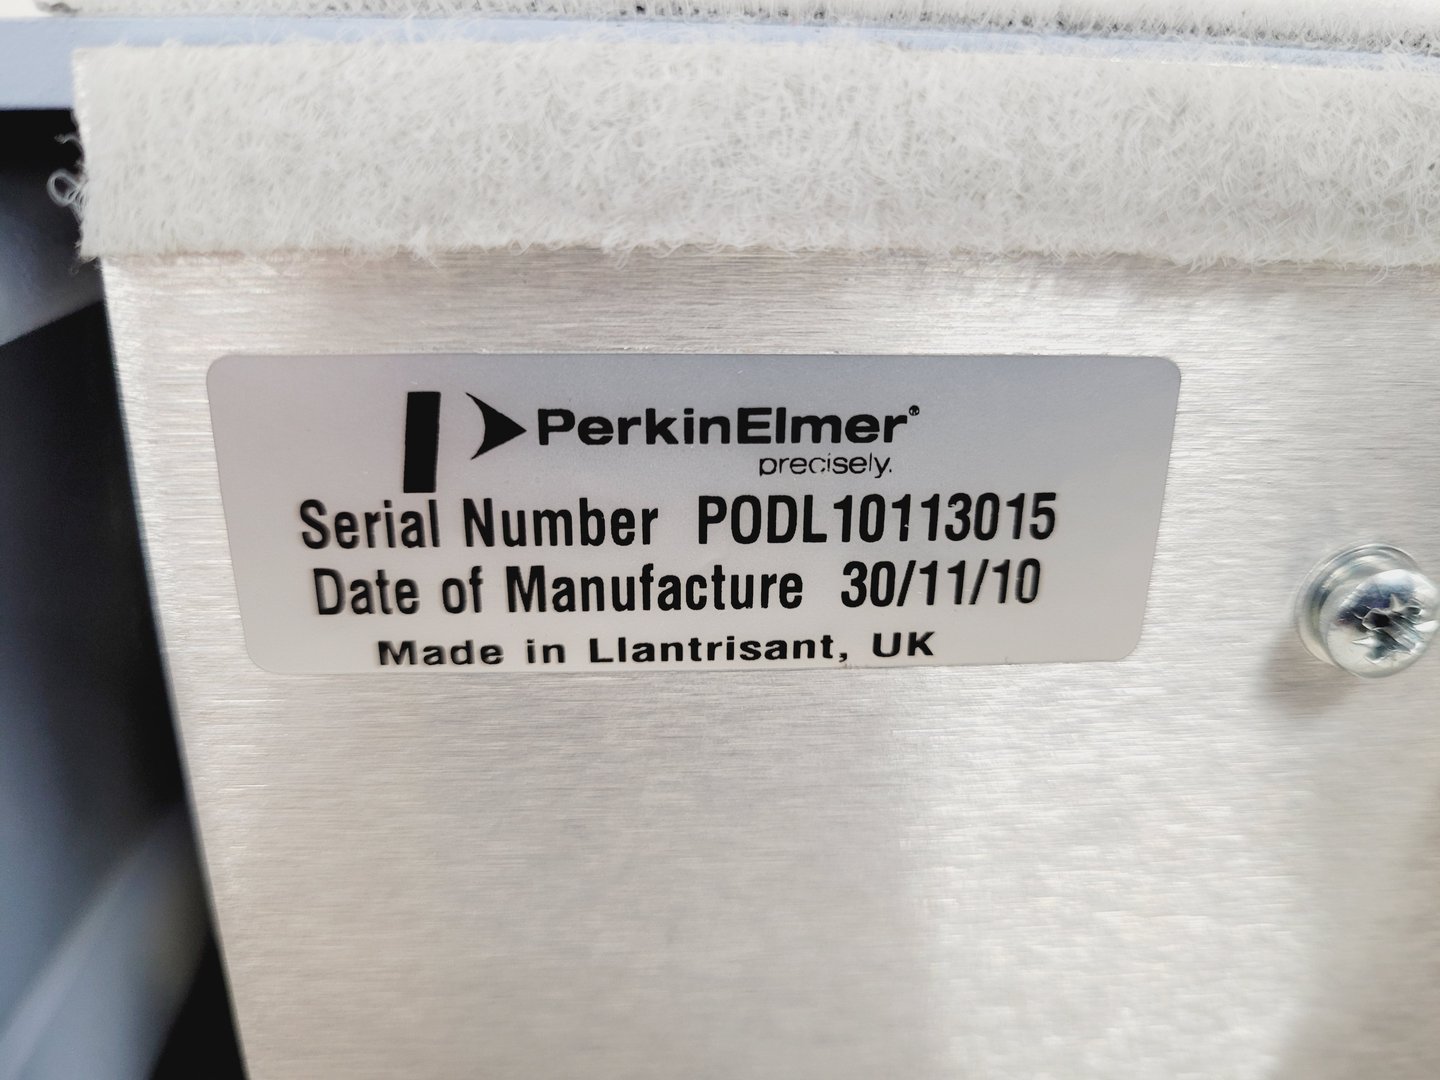 PerkinElmer®
precisely.
Serial Number PODL10113015
Date of Manufacture 30/11/10
Made in Llantrisant, UK